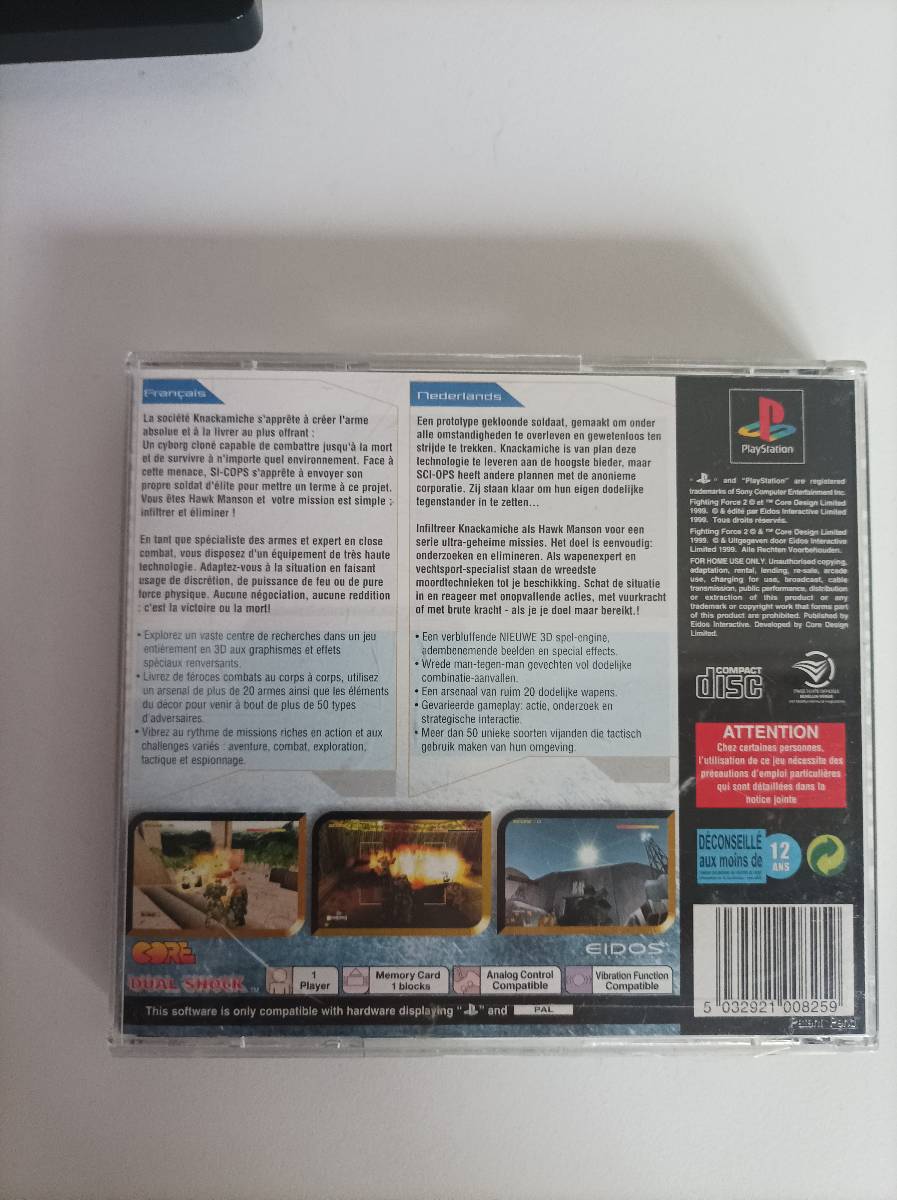 Français
La société Knackamiche s'apprête à créer l'arme
absolue et à la livrer au plus offrant :
Un cyborg cloné capable de combattre jusqu'à la mort
et de survivre à n'importe quel environnement. Face à
cette menace, SI-COPS s'apprête à envoyer son
propre soldat d'élite pour mettre un terme à ce projet.
Vous êtes Hawk Manson et votre mission est simple :
infiltrer et éliminer !
En tant que spécialiste des armes et expert en close
combat, vous disposez d'un équipement de très haute
technologie. Adaptez-vous à la situation en faisant
usage de discrétion, de puissance de feu ou de pure
force physique. Aucune négociation, aucune reddition
: c'est la victoire ou la mort!
• Explorez un vaste centre de recherches dans un jeu
entièrement en 3D aux graphismes et effets
spéciaux renversants.
• Livrez de féroces combats au corps à corps, utilisez
un arsenal de plus de 20 armes ainsi que les éléments
du décor pour venir à bout de plus de 50 types
d'adversaires.
• Vibrez au rythme de missions riches en action et aux
challenges variés : aventure, combat, exploration,
tactique et espionnage.
Nederlands
Een prototype gekloonde soldaat, gemaakt om onder
alle omstandigheden te overleven en gewetenloos ten
strijde te trekken. Knackamiche is van plan deze
technologie te leveren aan de hoogste bieder, maar
SCI-OPS heeft andere plannen met de anonieme
corporatie. Zij staan klaar om hun eigen dodelijke
tegenstander in te zetten...
Infiltreer Knackamiche als Hawk Manson voor een
serie ultra-geheime missies. Het doel is eenvoudig:
onderzoeken en elimineren. Als wapenexpert en
vechtsport-specialist staan de wreedste
moordtechnieken tot je beschikking. Schat de situatie
in en reageer met onopvallende acties, met vuurkracht
of met brute kracht - als je je doel maar bereikt.!
• Een verbluffende NIEUWE 3D spel-engine,
adembenemende beelden en special effects.
• Wrede man-tegen-man gevechten vol dodelijke
combinatie-aanvallen.
• Een arsenaal van ruim 20 dodelijke wapens.
• Gevarieerde gameplay: actie, onderzoek en
strategische interactie.
• Meer dan 50 unieke soorten vijanden die tactisch
gebruik maken van hun omgeving.
PlayStation
" " and "PlayStation" are registered
trademarks of Sony Computer Entertainment Inc.
Fighting Force 2 © et ™ Core Design Limited
1999. © & édité par Eidos Interactive Limited
1999. Tous droits réservés.
Fighting Force 2 © & ™ Core Design Limited
1999. © & Uitgegeven door Eidos Interactive
Limited 1999. Alle Rechten Voorbehouden.
FOR HOME USE ONLY. Unauthorised copying,
adaptation, rental, lending, re-sale, arcade
use, charging for use, broadcast, cable
transmission, public performance, distribution
or extraction of this product or any
trademark or copyright work that forms part
of this product are prohibited. Published by
Eidos Interactive. Developed by Core Design
Limited.
COMPACT
disc
ATTENTION
Chez certaines personnes,
l'utilisation de ce jeu nécessite des
précautions d'emploi particulières
qui sont détaillées dans la
notice jointe
DÉCONSEILLÉ
aux moins de
12
ANS
CORE
EIDOS
DUAL SHOCK™
1
Player
Memory Card
1 blocks
Analog Control
Compatible
Vibration Function
Compatible
This software is only compatible with hardware displaying " " and PAL
5 032921 008259
Patent Pend